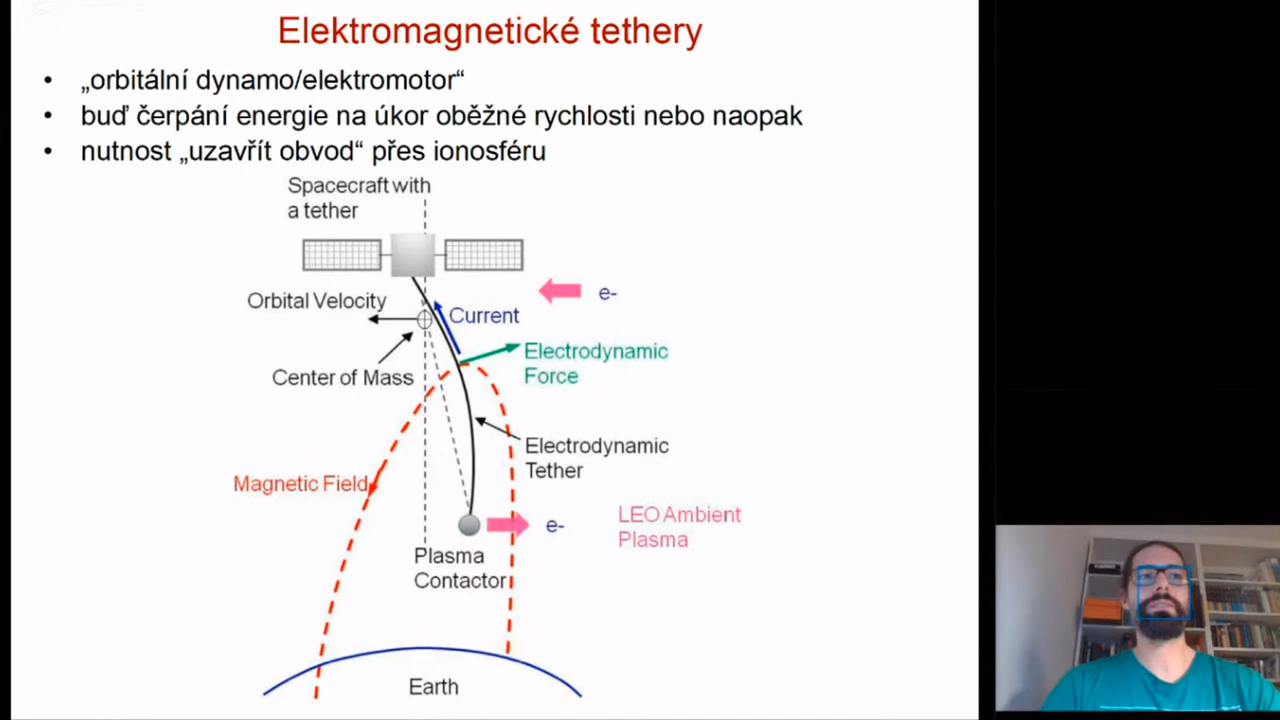 Elektromagnetické tethery
• „orbitální dynamo/elektromotor“
• buď čerpání energie na úkor oběžné rychlosti nebo naopak
• nutnost „uzavřít obvod“ přes ionosféru
Spacecraft with
a tether
e-
Orbital Velocity
Current
Electrodynamic
Force
Center of Mass
Electrodynamic
Tether
Magnetic Field
e-
LEO Ambient
Plasma
Plasma
Contactor
Earth